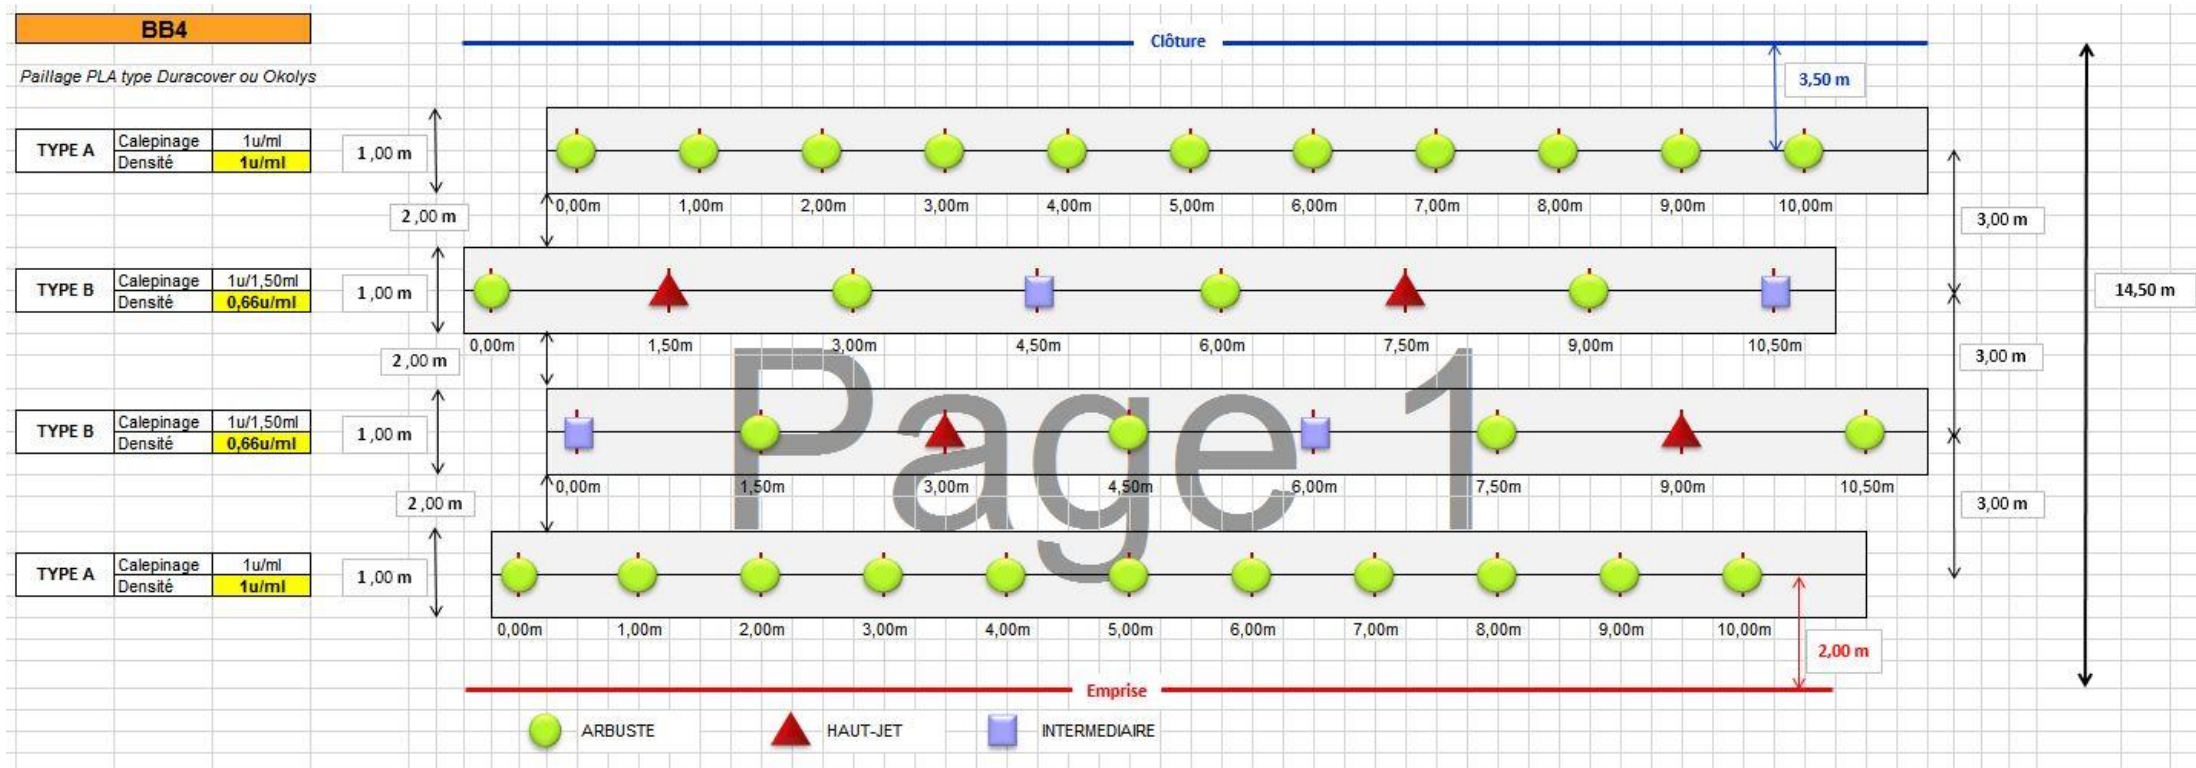 BB4
Clôture
Paillage PLA type Duracover ou Okolys
3,50 m
TYPE A Calepinage 1u/ml
Densité 1u/ml
1,00 m
0,00m 1,00m 2,00m 3,00m 4,00m 5,00m 6,00m 7,00m 8,00m 9,00m 10,00m
2,00 m
3,00 m
TYPE B Calepinage 1u/1,50ml
Densité 0,66u/ml
1,00 m
14,50 m
0,00m 1,50m 3,00m 4,50m 6,00m 7,50m 9,00m 10,50m
2,00 m
3,00 m
Page 1
TYPE B Calepinage 1u/1,50ml
Densité 0,66u/ml
1,00 m
0,00m 1,50m 3,00m 4,50m 6,00m 7,50m 9,00m 10,50m
2,00 m
3,00 m
TYPE A Calepinage 1u/ml
Densité 1u/ml
1,00 m
0,00m 1,00m 2,00m 3,00m 4,00m 5,00m 6,00m 7,00m 8,00m 9,00m 10,00m
2,00 m
Emprise
ARBUSTE HAUT-JET INTERMEDIAIRE